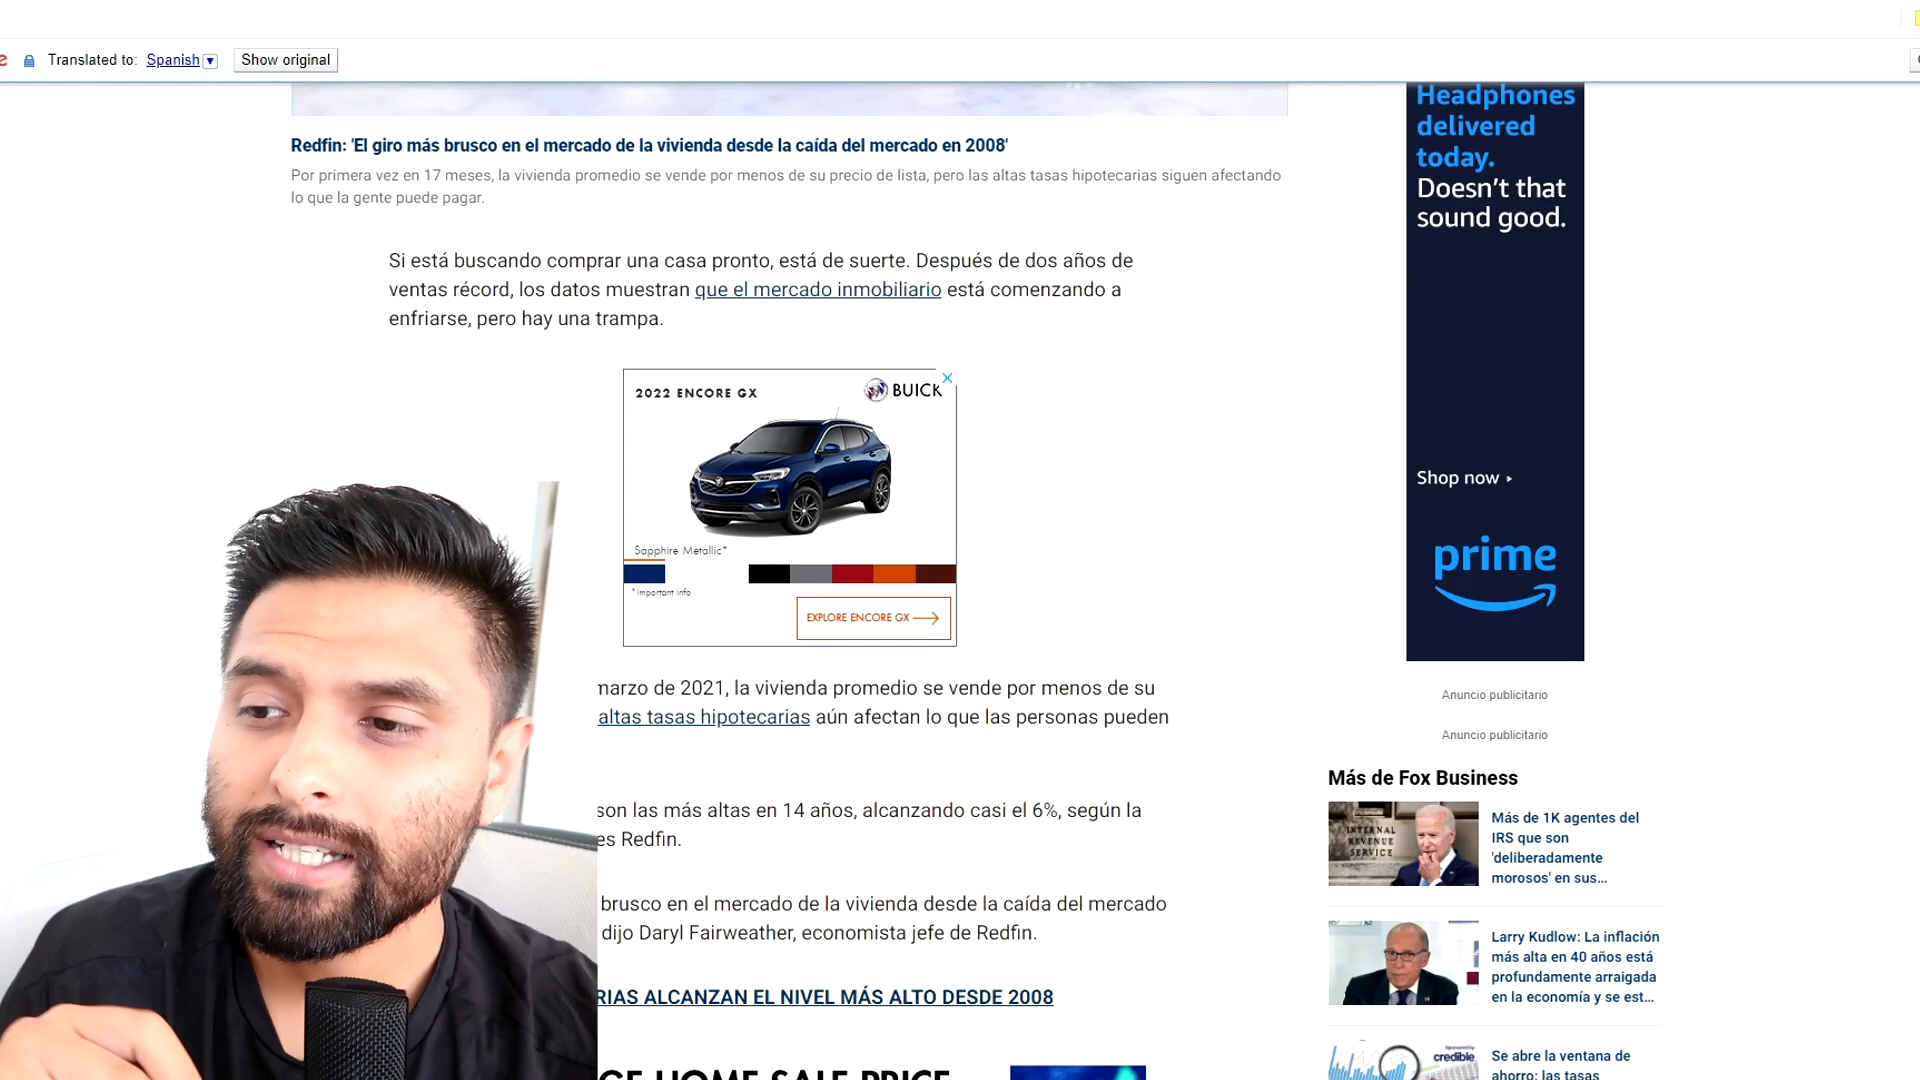 Translated to: Spanish
Show original
Redfin: 'El giro más brusco en el mercado de la vivienda desde la caída del mercado en 2008'
Por primera vez en 17 meses, la vivienda promedio se vende por menos de su precio de lista, pero las altas tasas hipotecarias siguen afectando
lo que la gente puede pagar.
Si está buscando comprar una casa pronto, está de suerte. Después de dos años de
ventas récord, los datos muestran que el mercado inmobiliario está comenzando a
enfriarse, pero hay una trampa.
2022 ENCORE GX
BUICK
Sapphire Metallic*
*Important Info
EXPLORE ENCORE GX
marzo de 2021, la vivienda promedio se vende por menos de su
altas tasas hipotecarias aún afectan lo que las personas pueden
son las más altas en 14 años, alcanzando casi el 6%, según la
es Redfin.
brusco en el mercado de la vivienda desde la caída del mercado
dijo Daryl Fairweather, economista jefe de Redfin.
RIAS ALCANZAN EL NIVEL MÁS ALTO DESDE 2008
GE HOME SALE PRICE
Headphones
delivered
today.
Doesn't that
sound good.
Shop now
prime
Anuncio publicitario
Anuncio publicitario
Más de Fox Business
INTERNAL
REVENUE
SERVICE
Más de 1K agentes del
IRS que son
'deliberadamente
morosos' en sus...
Larry Kudlow: La inflación
más alta en 40 años está
profundamente arraigada
en la economía y se est...
Sponsored by
credible
Se abre la ventana de
ahorro: las tasas